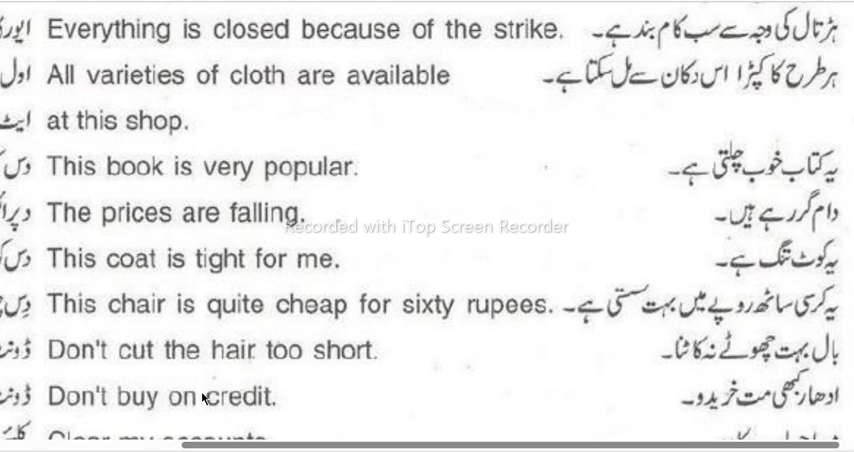 Everything is closed because of the strike. ہڑتال کی وجہ سے سب کام بند ہے۔
All varieties of cloth are available ہر طرح کا کپڑا اس دکان سے مل سکتا ہے۔
at this shop.
This book is very popular. یہ کتاب خوب چلتی ہے۔
The prices are falling. دام گر رہے ہیں۔
Recorded with iTop Screen Recorder
This coat is tight for me. یہ کوٹ تنگ ہے۔
This chair is quite cheap for sixty rupees. یہ کرسی ساٹھ روپے میں بہت سستی ہے۔
Don't cut the hair too short. بال بہت چھوٹے نہ کاٹنا۔
Don't buy on credit. ادھار کبھی مت خریدو۔